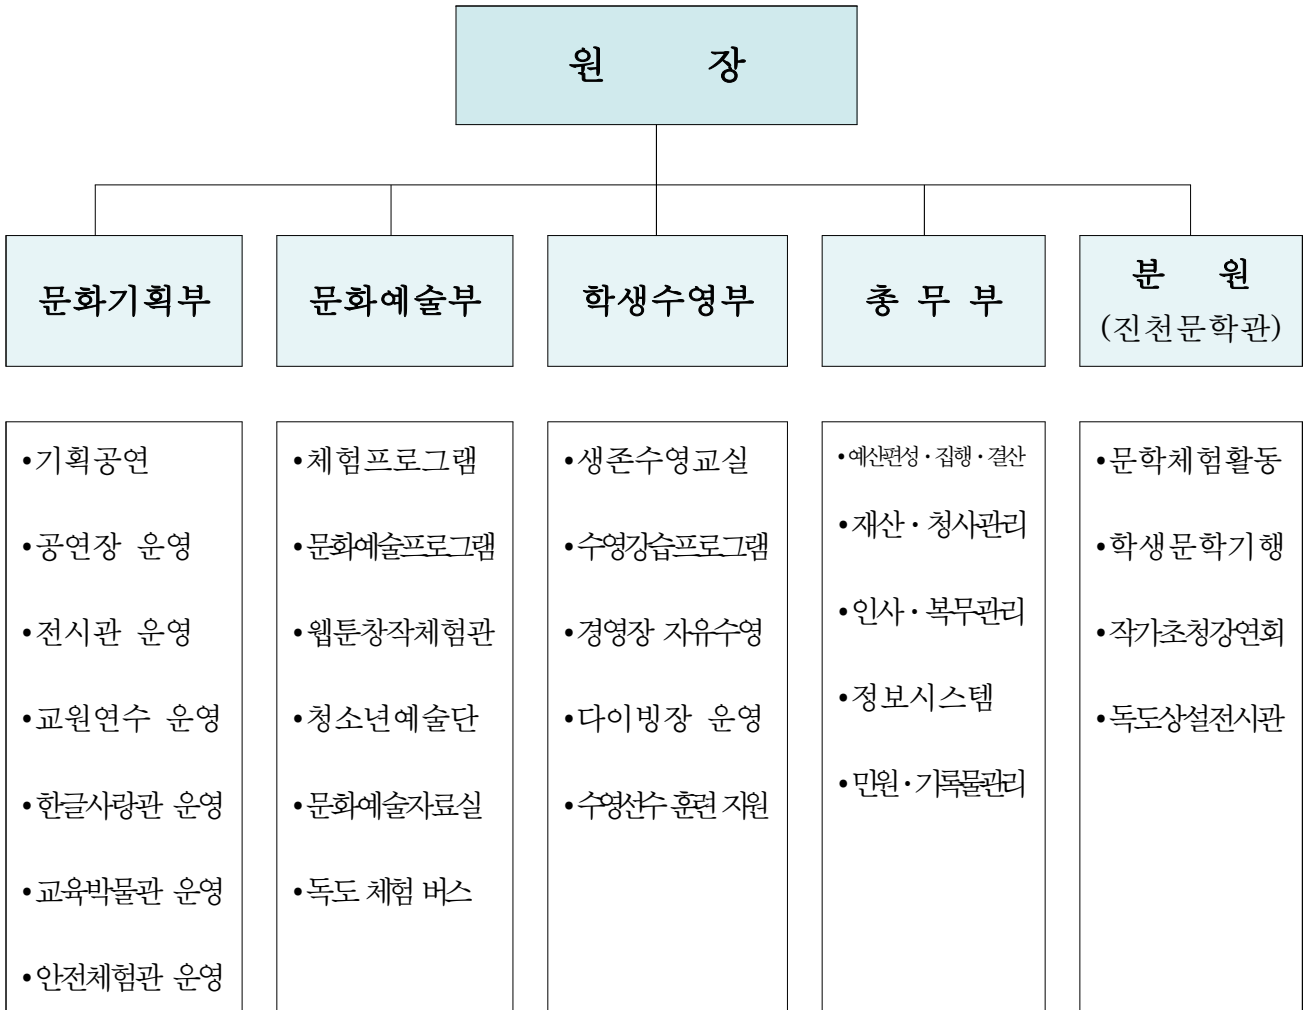 원 장
문화기획부
문화예술부
학생수영부
총 무 부
분 원
(진천문학관)
•기획공연
•공연장 운영
•전시관 운영
•교원연수 운영
•한글사랑관 운영
•교육박물관 운영
•안전체험관 운영
•체험프로그램
•문화예술프로그램
•웹툰창작체험관
•청소년예술단
•문화예술자료실
•독도 체험 버스
•생존수영교실
•수영강습프로그램
•경영장 자유수영
•다이빙장 운영
•수영선수 훈련 지원
•예산편성·집행·결산
•재산·청사관리
•인사·복무관리
•정보시스템
•민원·기록물관리
•문학체험활동
•학생문학기행
•작가초청강연회
•독도상설전시관